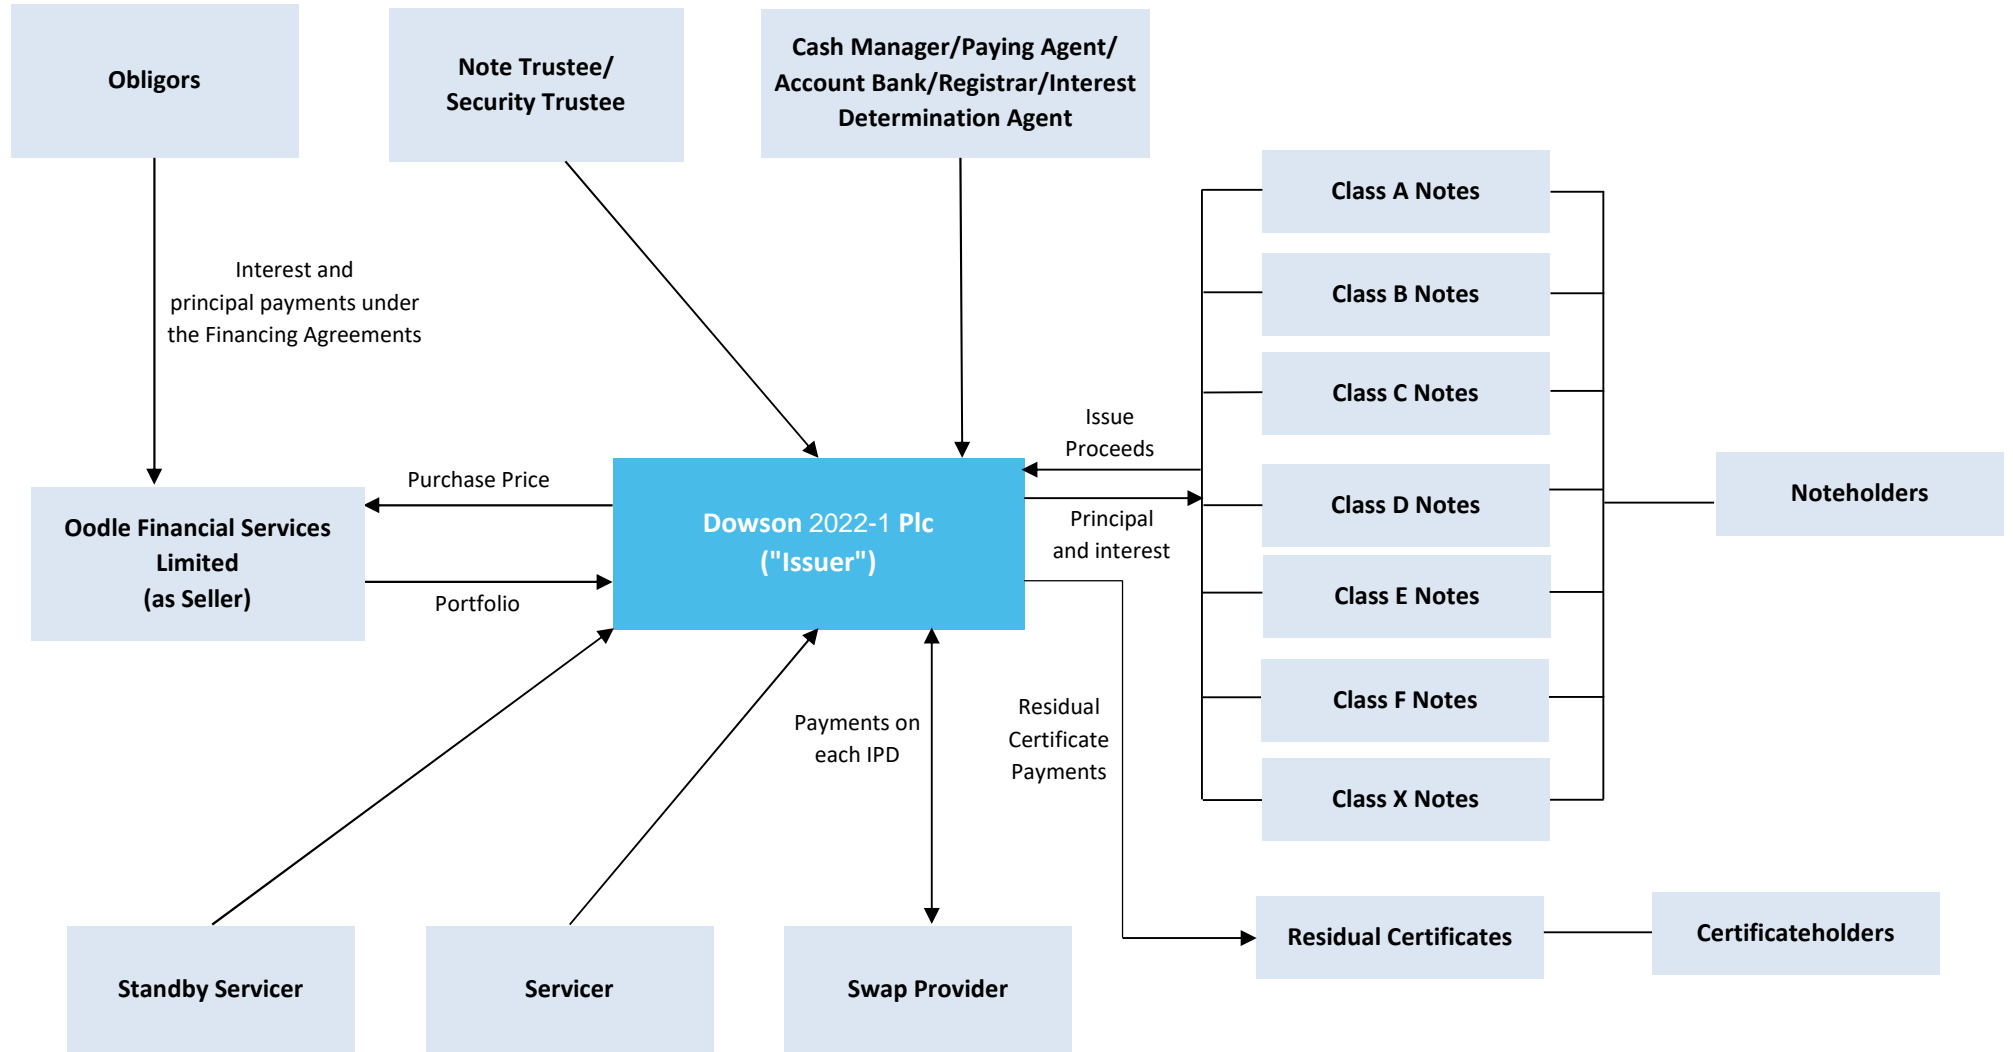 Obligors
Note Trustee/
Security Trustee
Cash Manager/Paying Agent/
Account Bank/Registrar/Interest
Determination Agent
Interest and
principal payments under
the Financing Agreements
Class A Notes
Class B Notes
Class C Notes
Class D Notes
Class E Notes
Class F Notes
Class X Notes
Noteholders
Issue
Proceeds
Principal
and interest
Purchase Price
Portfolio
Oodle Financial Services
Limited
(as Seller)
Dowson 2022-1 Plc
("Issuer")
Payments on
each IPD
Residual
Certificate
Payments
Standby Servicer
Servicer
Swap Provider
Residual Certificates
Certificateholders